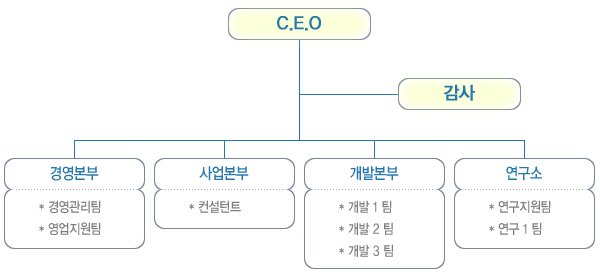 C.E.O
감사
경영본부
* 경영관리팀
* 영업지원팀
사업본부
* 컨설턴트
개발본부
* 개발 1 팀
* 개발 2 팀
* 개발 3 팀
연구소
* 연구지원팀
* 연구 1 팀